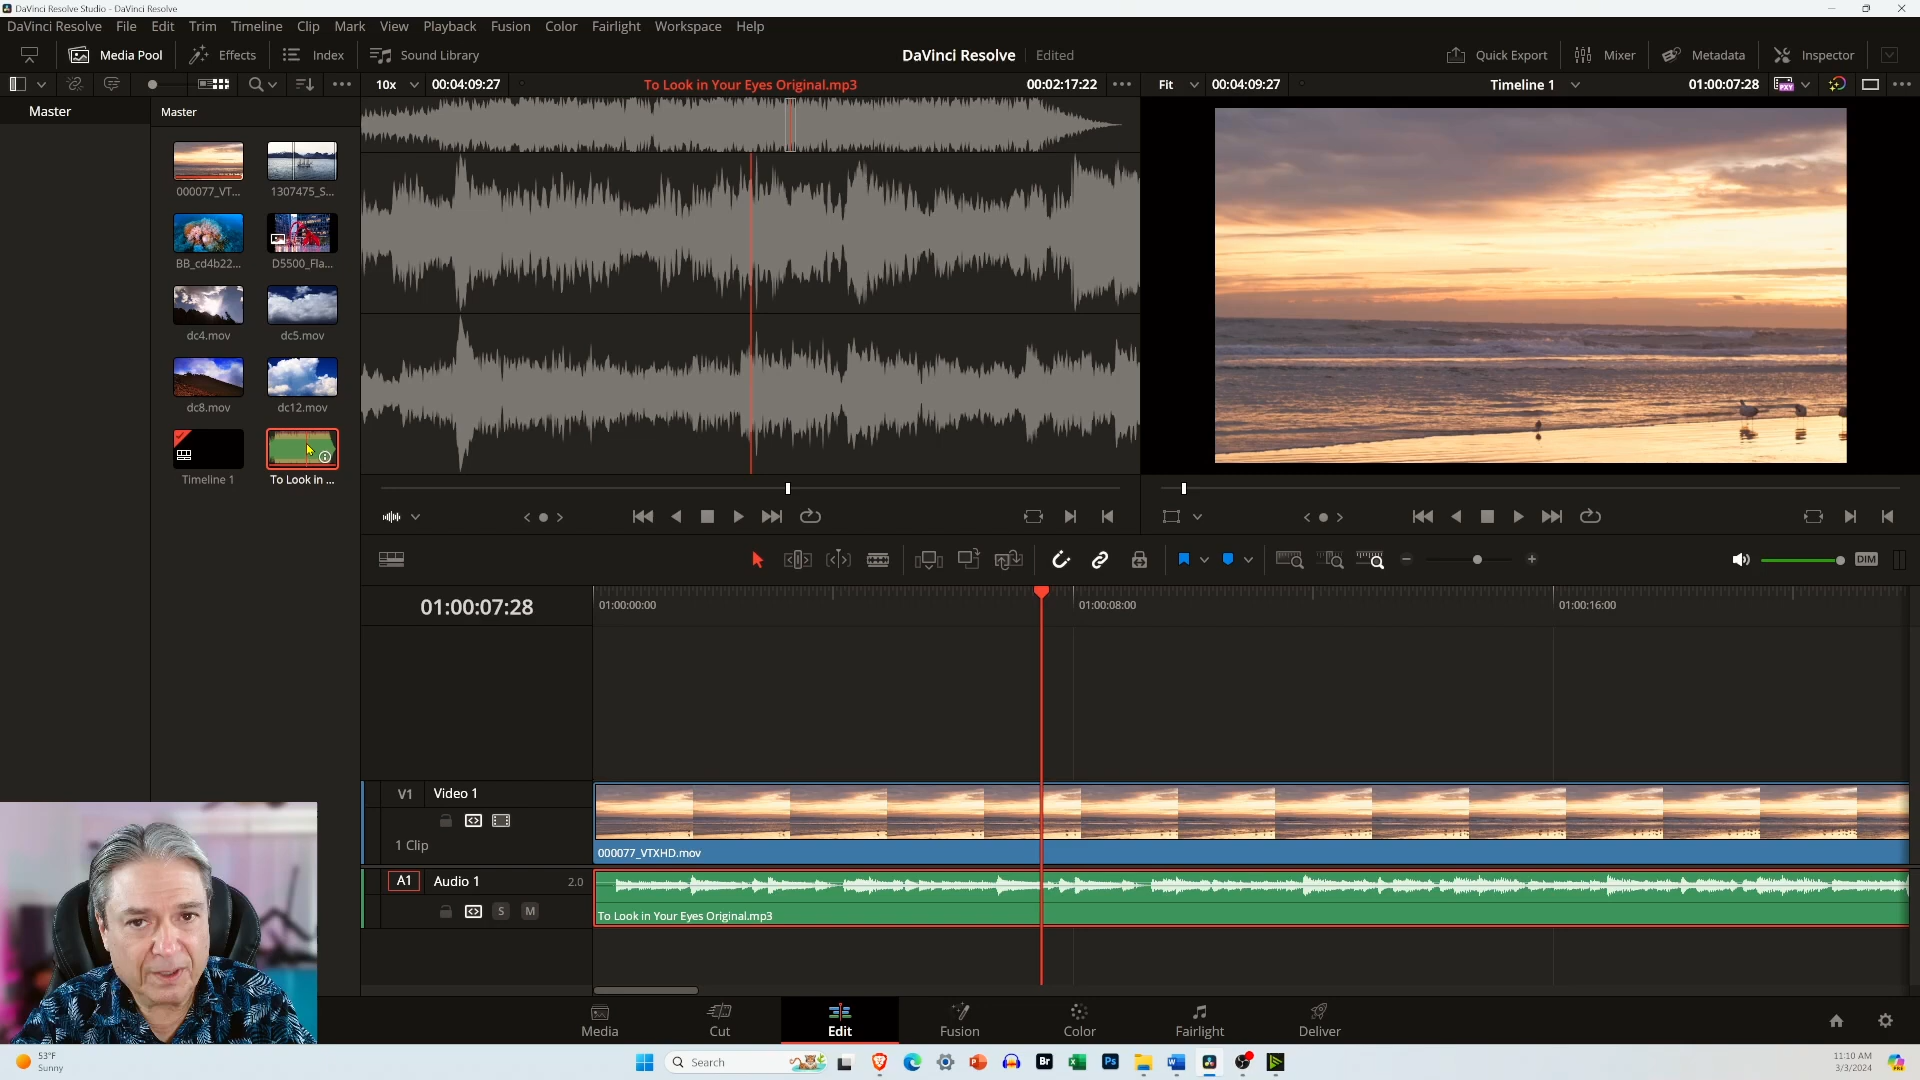 DaVinci Resolve Studio - DaVinci Resolve
DaVinci Resolve File Edit Trim Timeline Clip Mark View Playback Fusion Color Fairlight Workspace Help
Media Pool Effects Index Sound Library DaVinci Resolve Edited Quick Export Mixer Metadata Inspector
10x 00:04:09:27 To Look in Your Eyes Original.mp3 00:02:17:22 Fit 00:04:09:27 Timeline 1 01:00:07:28 PXY
Master Master
000077_VT... 1307475_S...
BB_cd4b22... D5500_Fla...
dc4.mov dc5.mov
dc8.mov dc12.mov
Timeline 1 To Look in ...
DIM
01:00:07:28 01:00:00:00 01:00:08:00 01:00:16:00
V1 Video 1
1 Clip
000077_VTXHD.mov
A1 Audio 1 2.0
S M
To Look in Your Eyes Original.mp3
Media Cut Edit Fusion Color Fairlight Deliver
53°F
Sunny
Search
Br
Ps
11:10 AM
3/3/2024